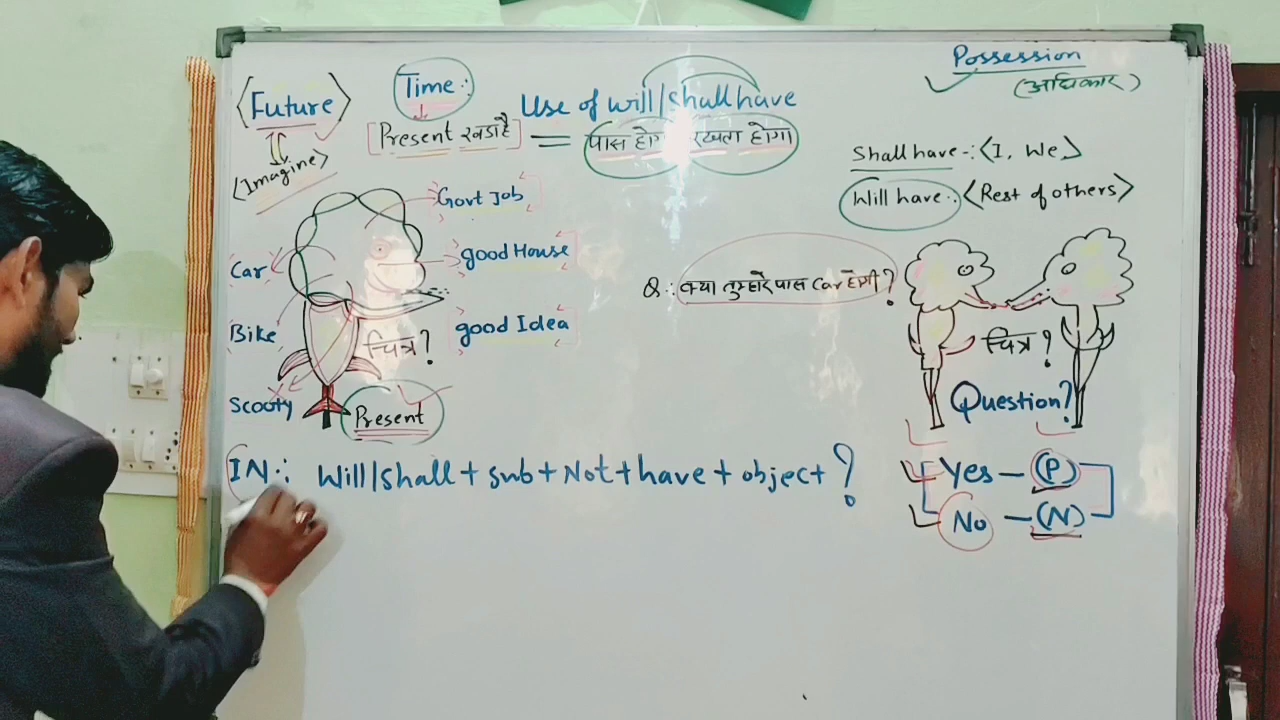 Possession
(अधिकार)
<Future>
Time :
Use of will/shall have
[Present खडा है] = पास होगा रखता होगा
<Imagine>
Shall have -: <I, We>
Will have : <Rest of others>
Govt Job
good House
good Idea
Car
Bike
Scooty
चित्र ?
Present
Q : क्या तुम्हारे पास Car होगी ?
चित्र ?
Question ?
IN : Will/shall + sub + Not + have + object ?
Yes — (P)
No — (N)